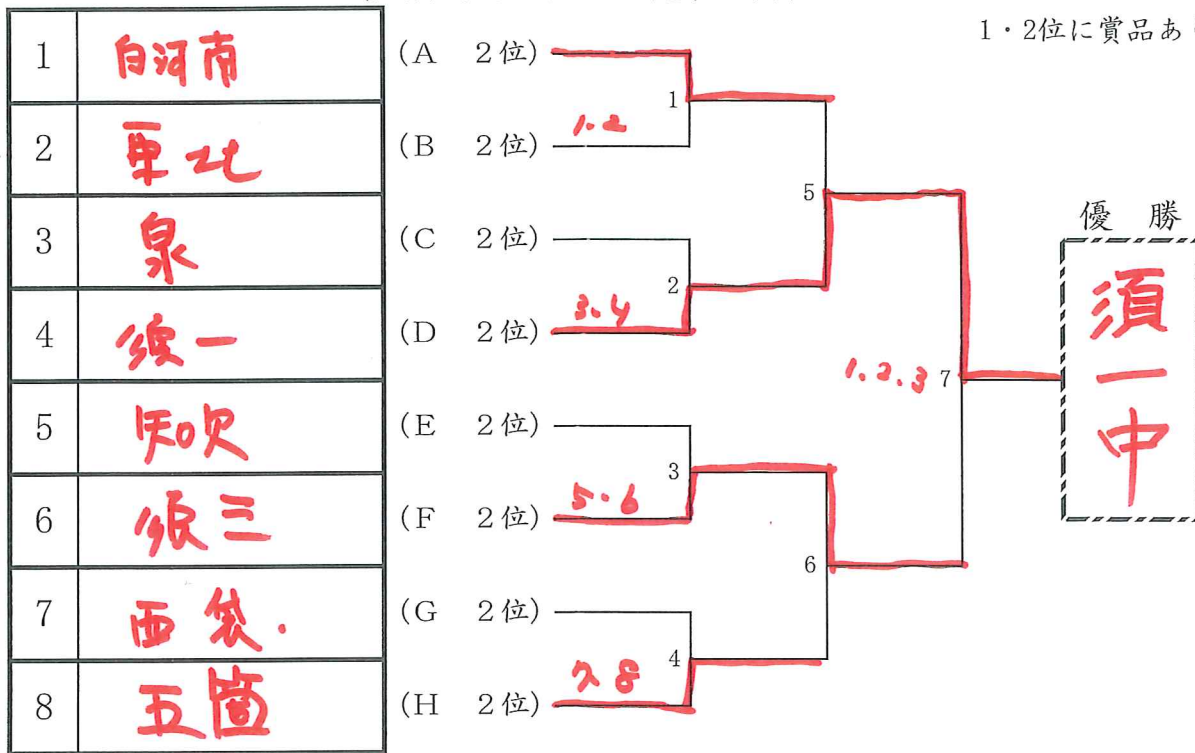 1・2位に賞品あ
1 白河南 (A 2位)
1
1.2
2 東北 (B 2位)
5
優 勝
3 泉 (C 2位)
2
3.4
4 須一 (D 2位)
須一中
1.2.3 7
5 矢吹 (E 2位)
3
5・6
6 須三 (F 2位)
6
7 西袋. (G 2位)
4
7 8
8 五箇 (H 2位)